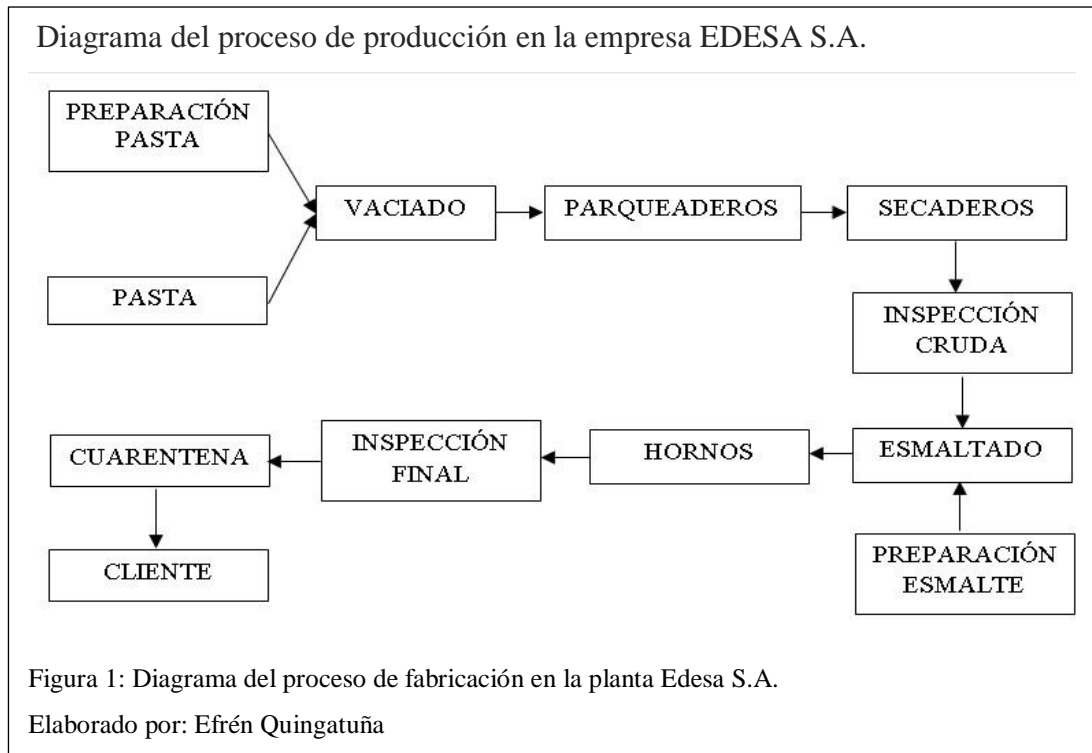 Diagrama del proceso de producción en la empresa EDESA S.A.
PREPARACIÓN
PASTA
VACIADO
PARQUEADEROS
SECADEROS
PASTA
INSPECCIÓN
CRUDA
CUARENTENA
INSPECCIÓN
FINAL
HORNOS
ESMALTADO
CLIENTE
PREPARACIÓN
ESMALTE
Figura 1: Diagrama del proceso de fabricación en la planta Edesa S.A.
Elaborado por: Efrén Quingatuña